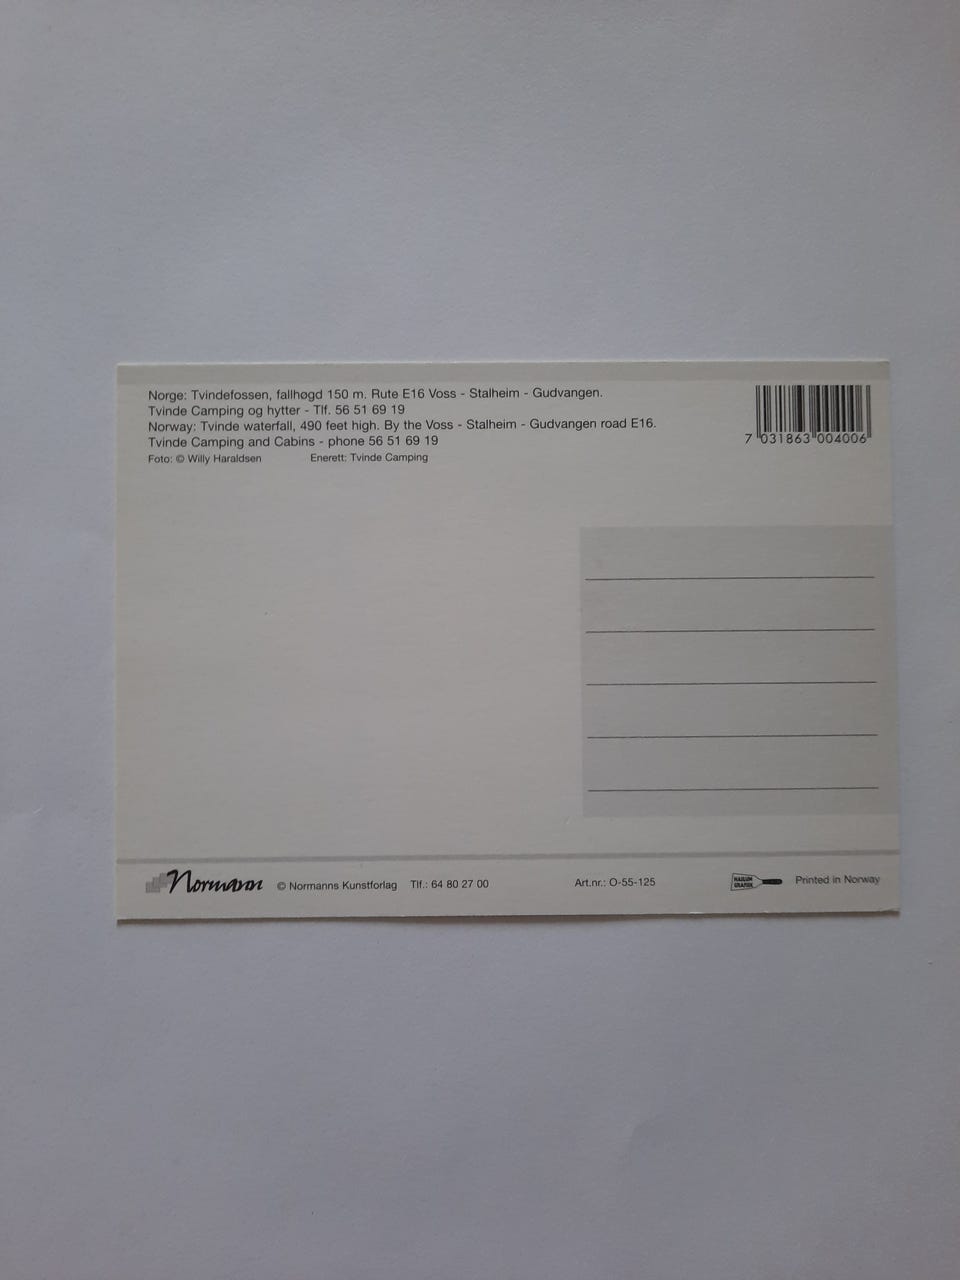 Norge: Tvindefossen, fallhøgd 150 m. Rute E16 Voss - Stalheim - Gudvangen.
Tvinde Camping og hytter - Tlf. 56 51 69 19
Norway: Tvinde waterfall, 490 feet high. By the Voss - Stalheim - Gudvangen road E16.
Tvinde Camping and Cabins - phone 56 51 69 19
Foto: © Willy Haraldsen Enerett: Tvinde Camping
7 031863 004006
Normann © Normanns Kunstforlag Tlf.: 64 80 27 00 Art.nr.: O-55-125 Printed in Norway